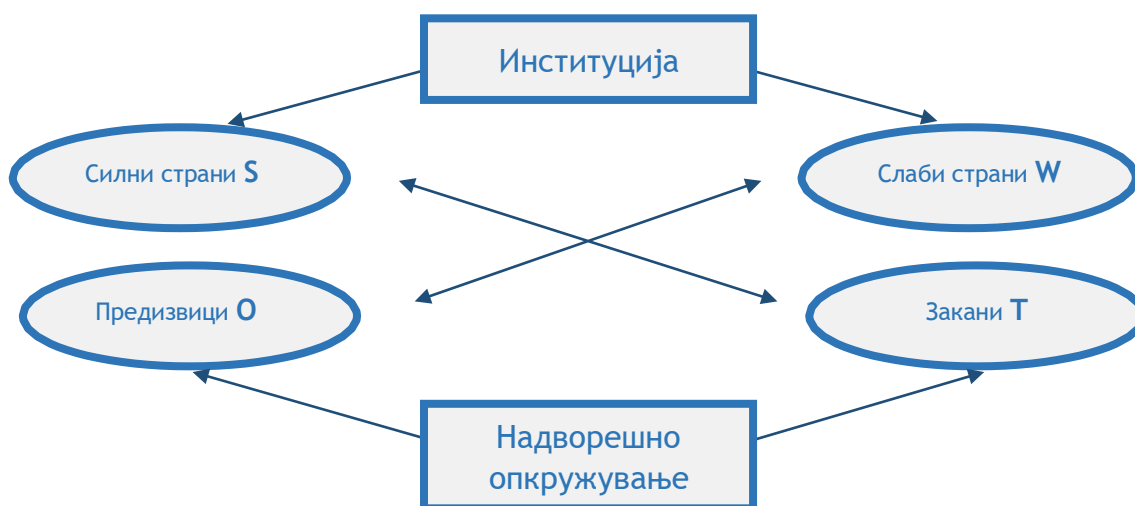 Институција
Силни страни S
Слаби страни W
Предизвици O
Закани T
Надворешно
опкружување